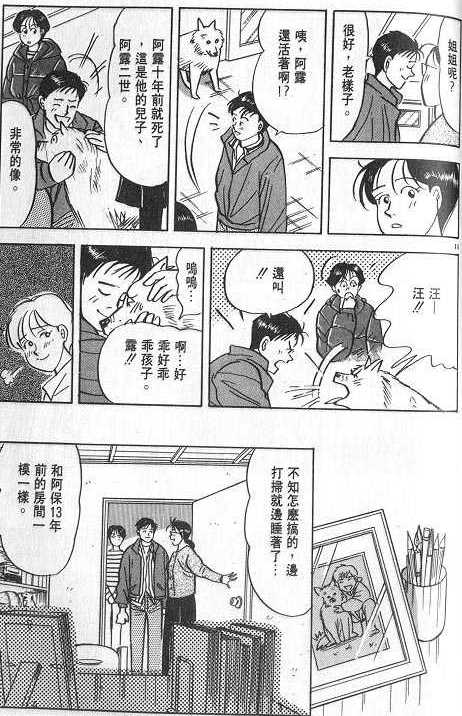 姐姐呢？
很好，老樣子。
咦，阿露
還活著啊！？
阿露十年前就死了
，這是他的兒子、
阿露二世。
非常的像。
11
汪—
汪！！
還叫
！！
嗚嗚…
啊…好
乖好乖
乖孩子。
露！！
不知怎麼搞的，邊
打掃就邊睡著了…
和阿保13年
前的房間一
模一樣。